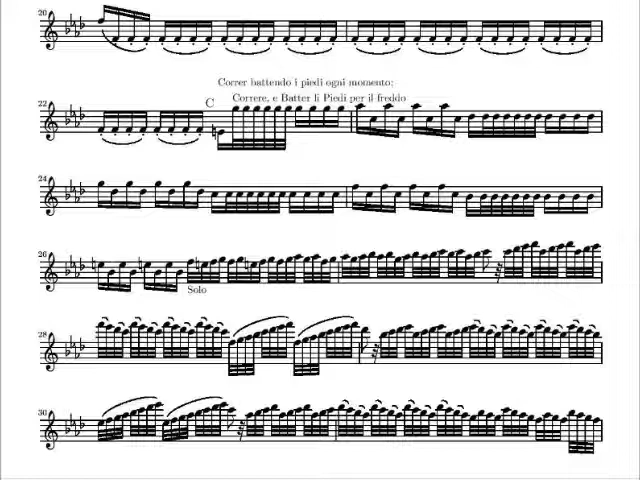 20
Correr battendo i piedi ogni momento;
22
C
Correre, e Batter li Piedi per il freddo
24
26
Solo
28
30